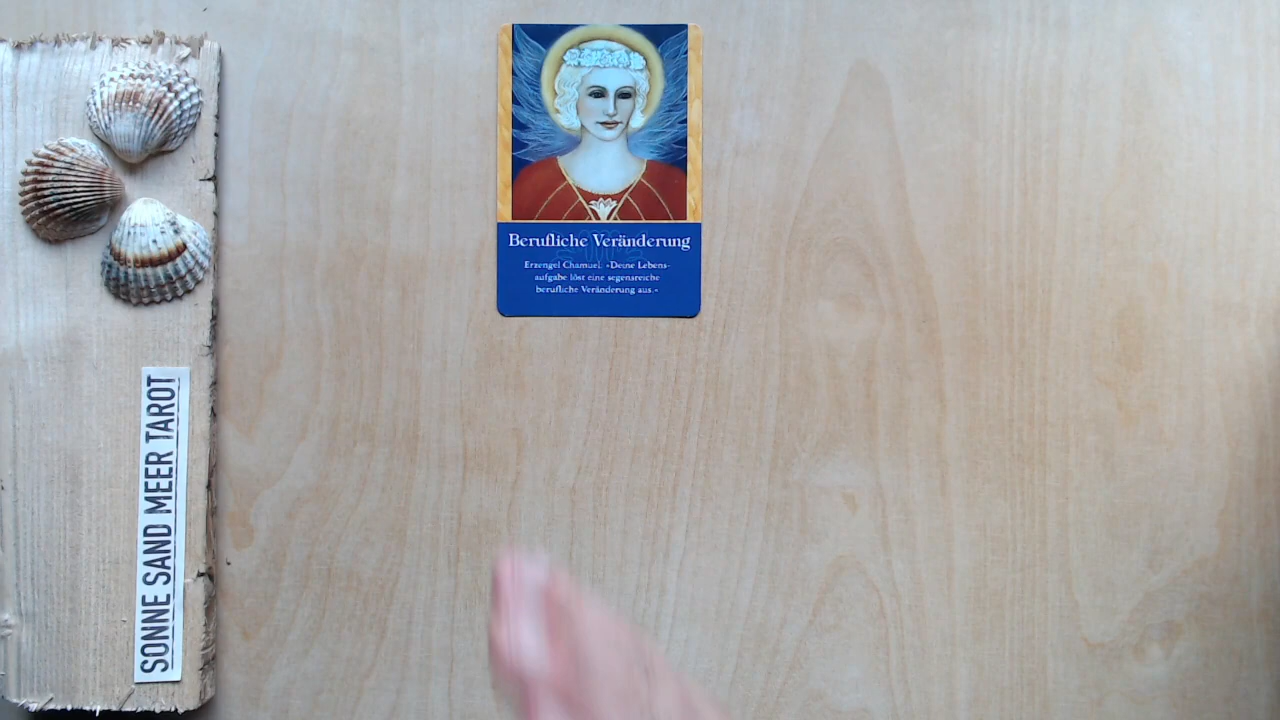 Berufliche Veränderung
Erzengel Chamuel: »Deine Lebens-
aufgabe löst eine segensreiche
berufliche Veränderung aus.«
SONNE SAND MEER TAROT